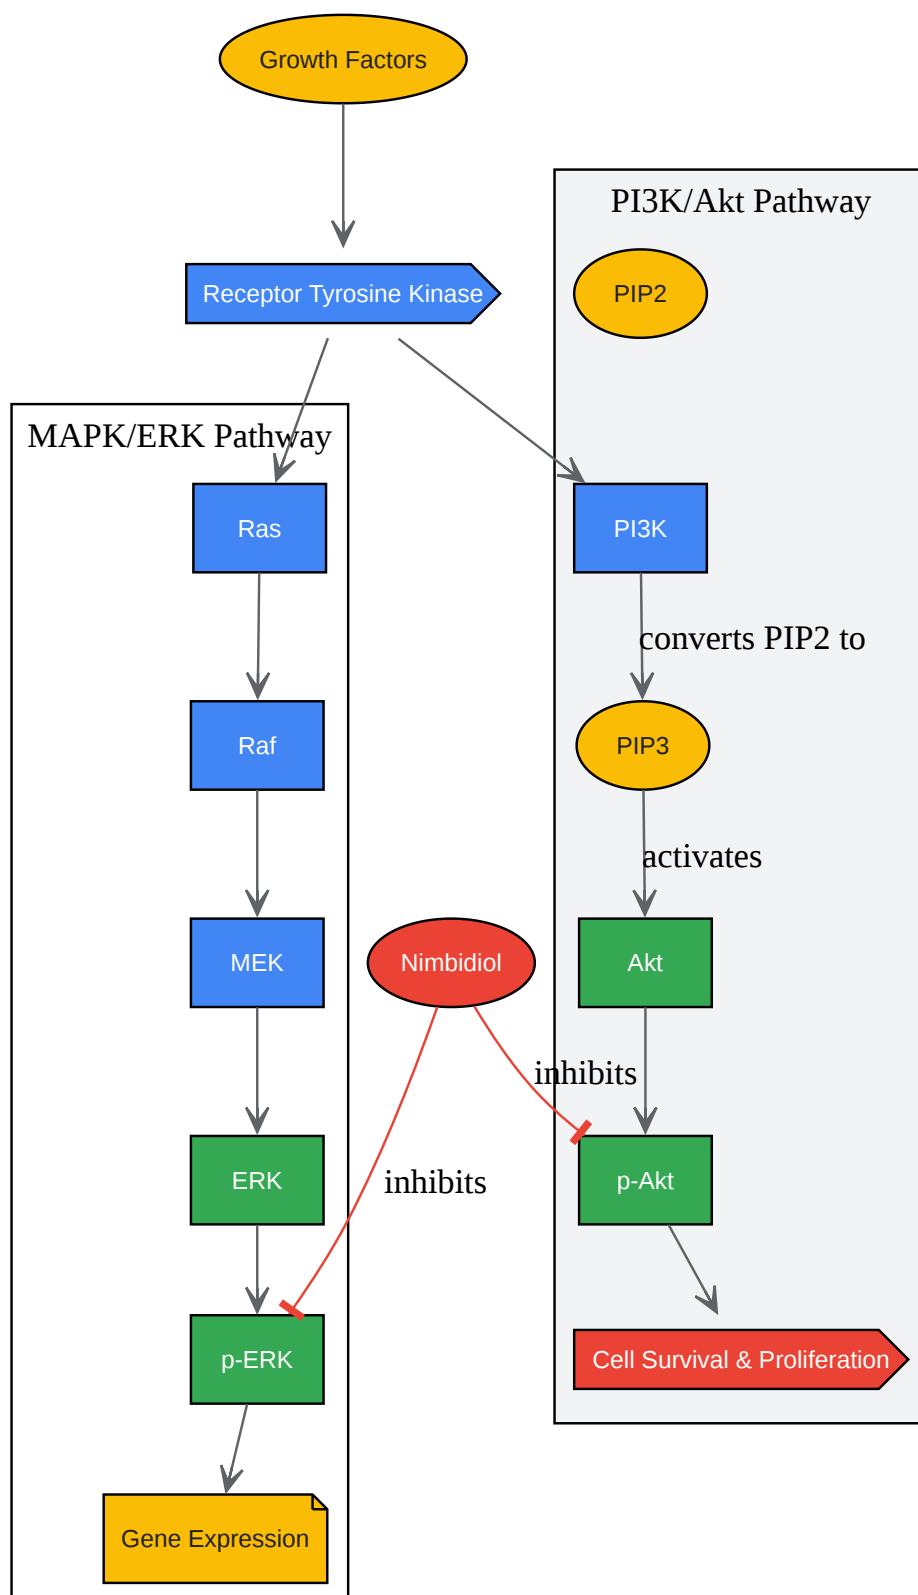 Growth Factors
PI3K/Akt Pathway
Receptor Tyrosine Kinase
PIP2
MAPK/ERK Pathway
Ras
PI3K
converts PIP2 to
Raf
PIP3
activates
MEK
Nimbidiol
Akt
inhibits
ERK
inhibits
p-Akt
p-ERK
Cell Survival & Proliferation
Gene Expression